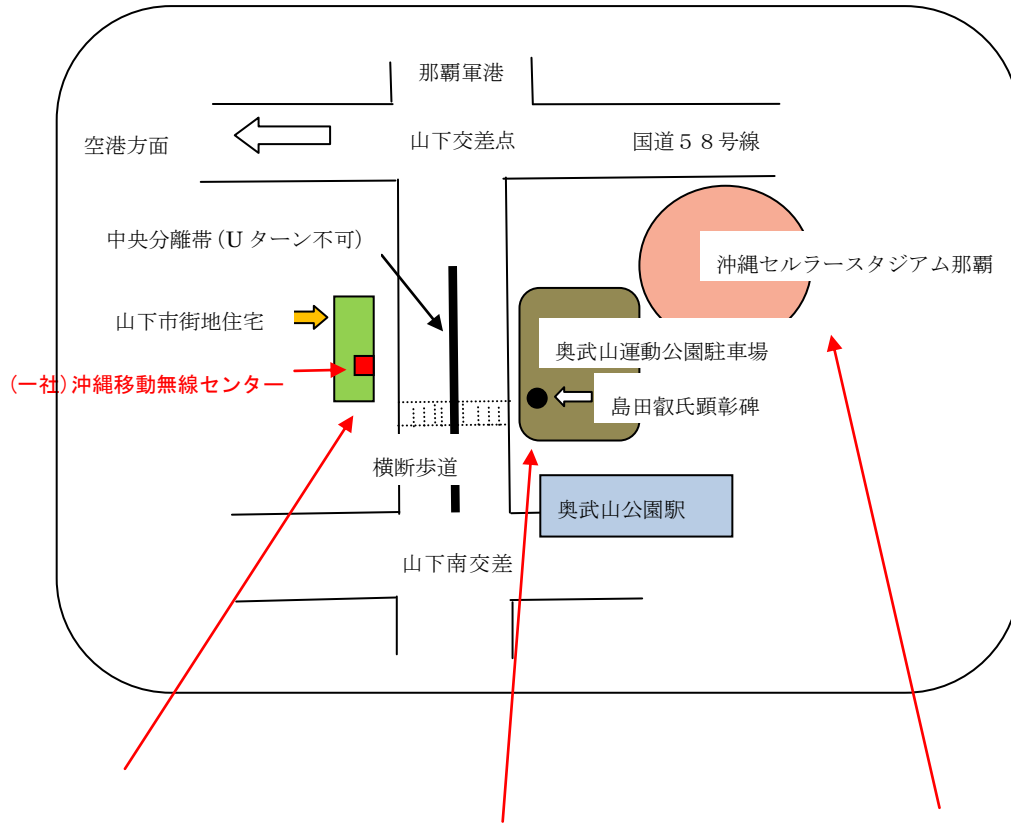 那覇軍港
空港方面
山下交差点
国道５８号線
中央分離帯（U ターン不可）
沖縄セルラースタジアム那覇
山下市街地住宅
奥武山運動公園駐車場
(一社)沖縄移動無線センター
島田叡氏顕彰碑
横断歩道
奥武山公園駅
山下南交差